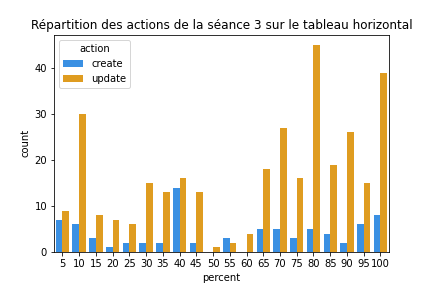 Répartition des actions de la séance 3 sur le tableau horizontal
action
create
update
count
40
30
20
10
0
5 10 15 20 25 30 35 40 45 50 55 60 65 70 75 80 85 90 95 100
percent